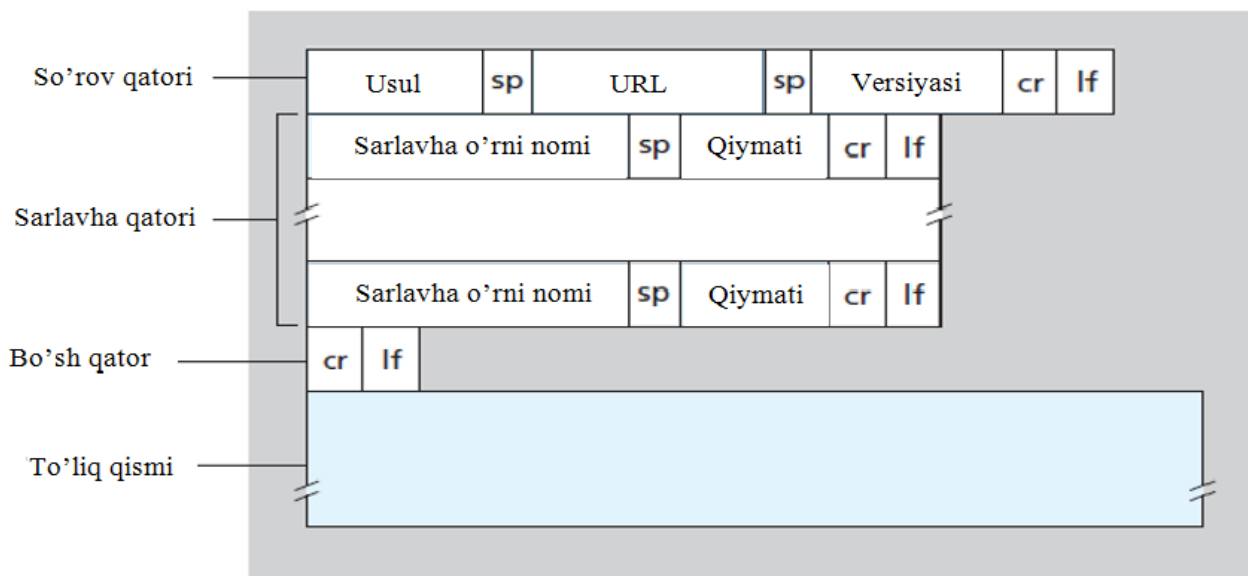 So’rov qatori Usul sp URL sp Versiyasi cr lf
Sarlavha o’rni nomi sp Qiymati cr lf
Sarlavha qatori
Sarlavha o’rni nomi sp Qiymati cr lf
Bo’sh qator cr lf
To’liq qismi